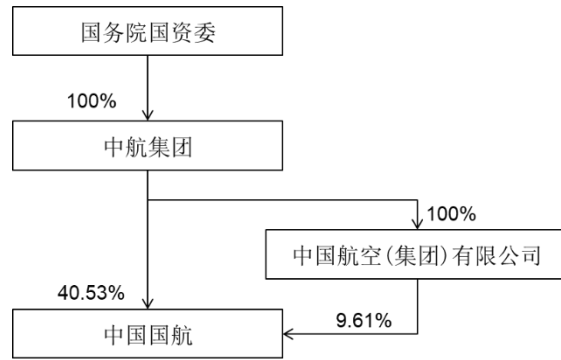 国务院国资委
100%
中航集团
100%
中国航空(集团)有限公司
40.53%
9.61%
中国国航